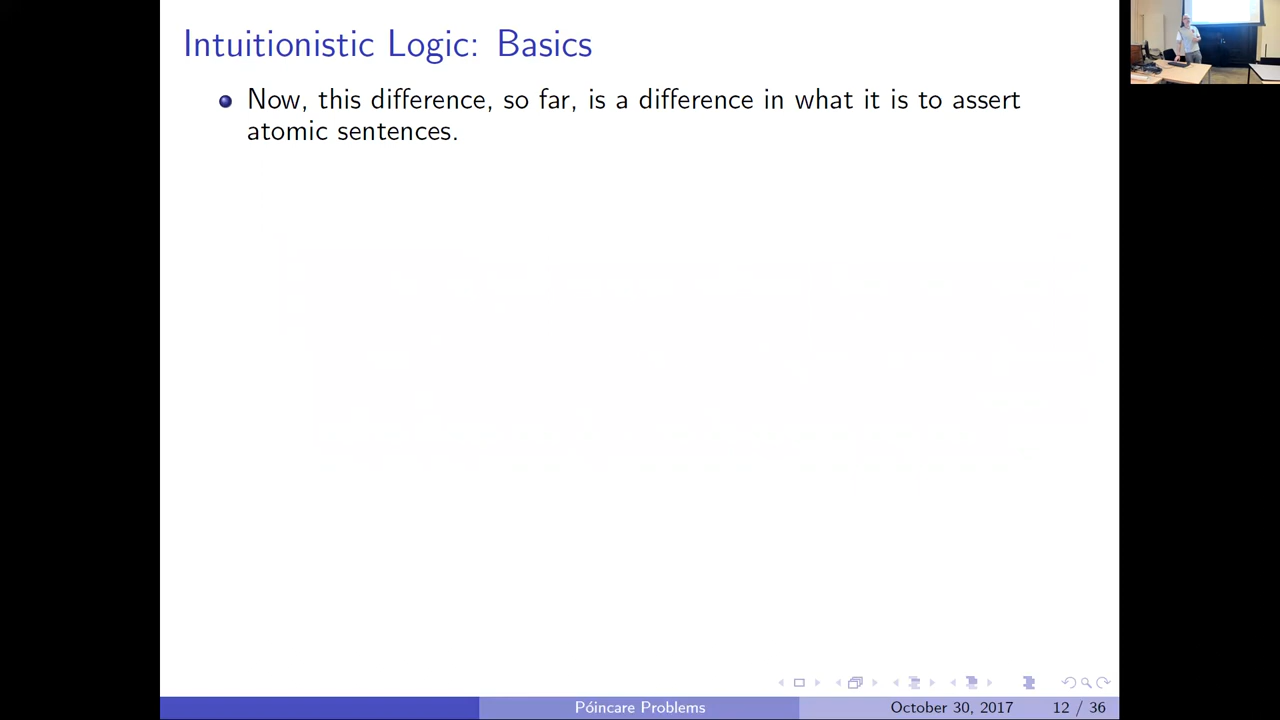 Intuitionistic Logic: Basics
Now, this difference, so far, is a difference in what it is to assert
atomic sentences.
Póincare Problems
October 30, 2017
12 / 36